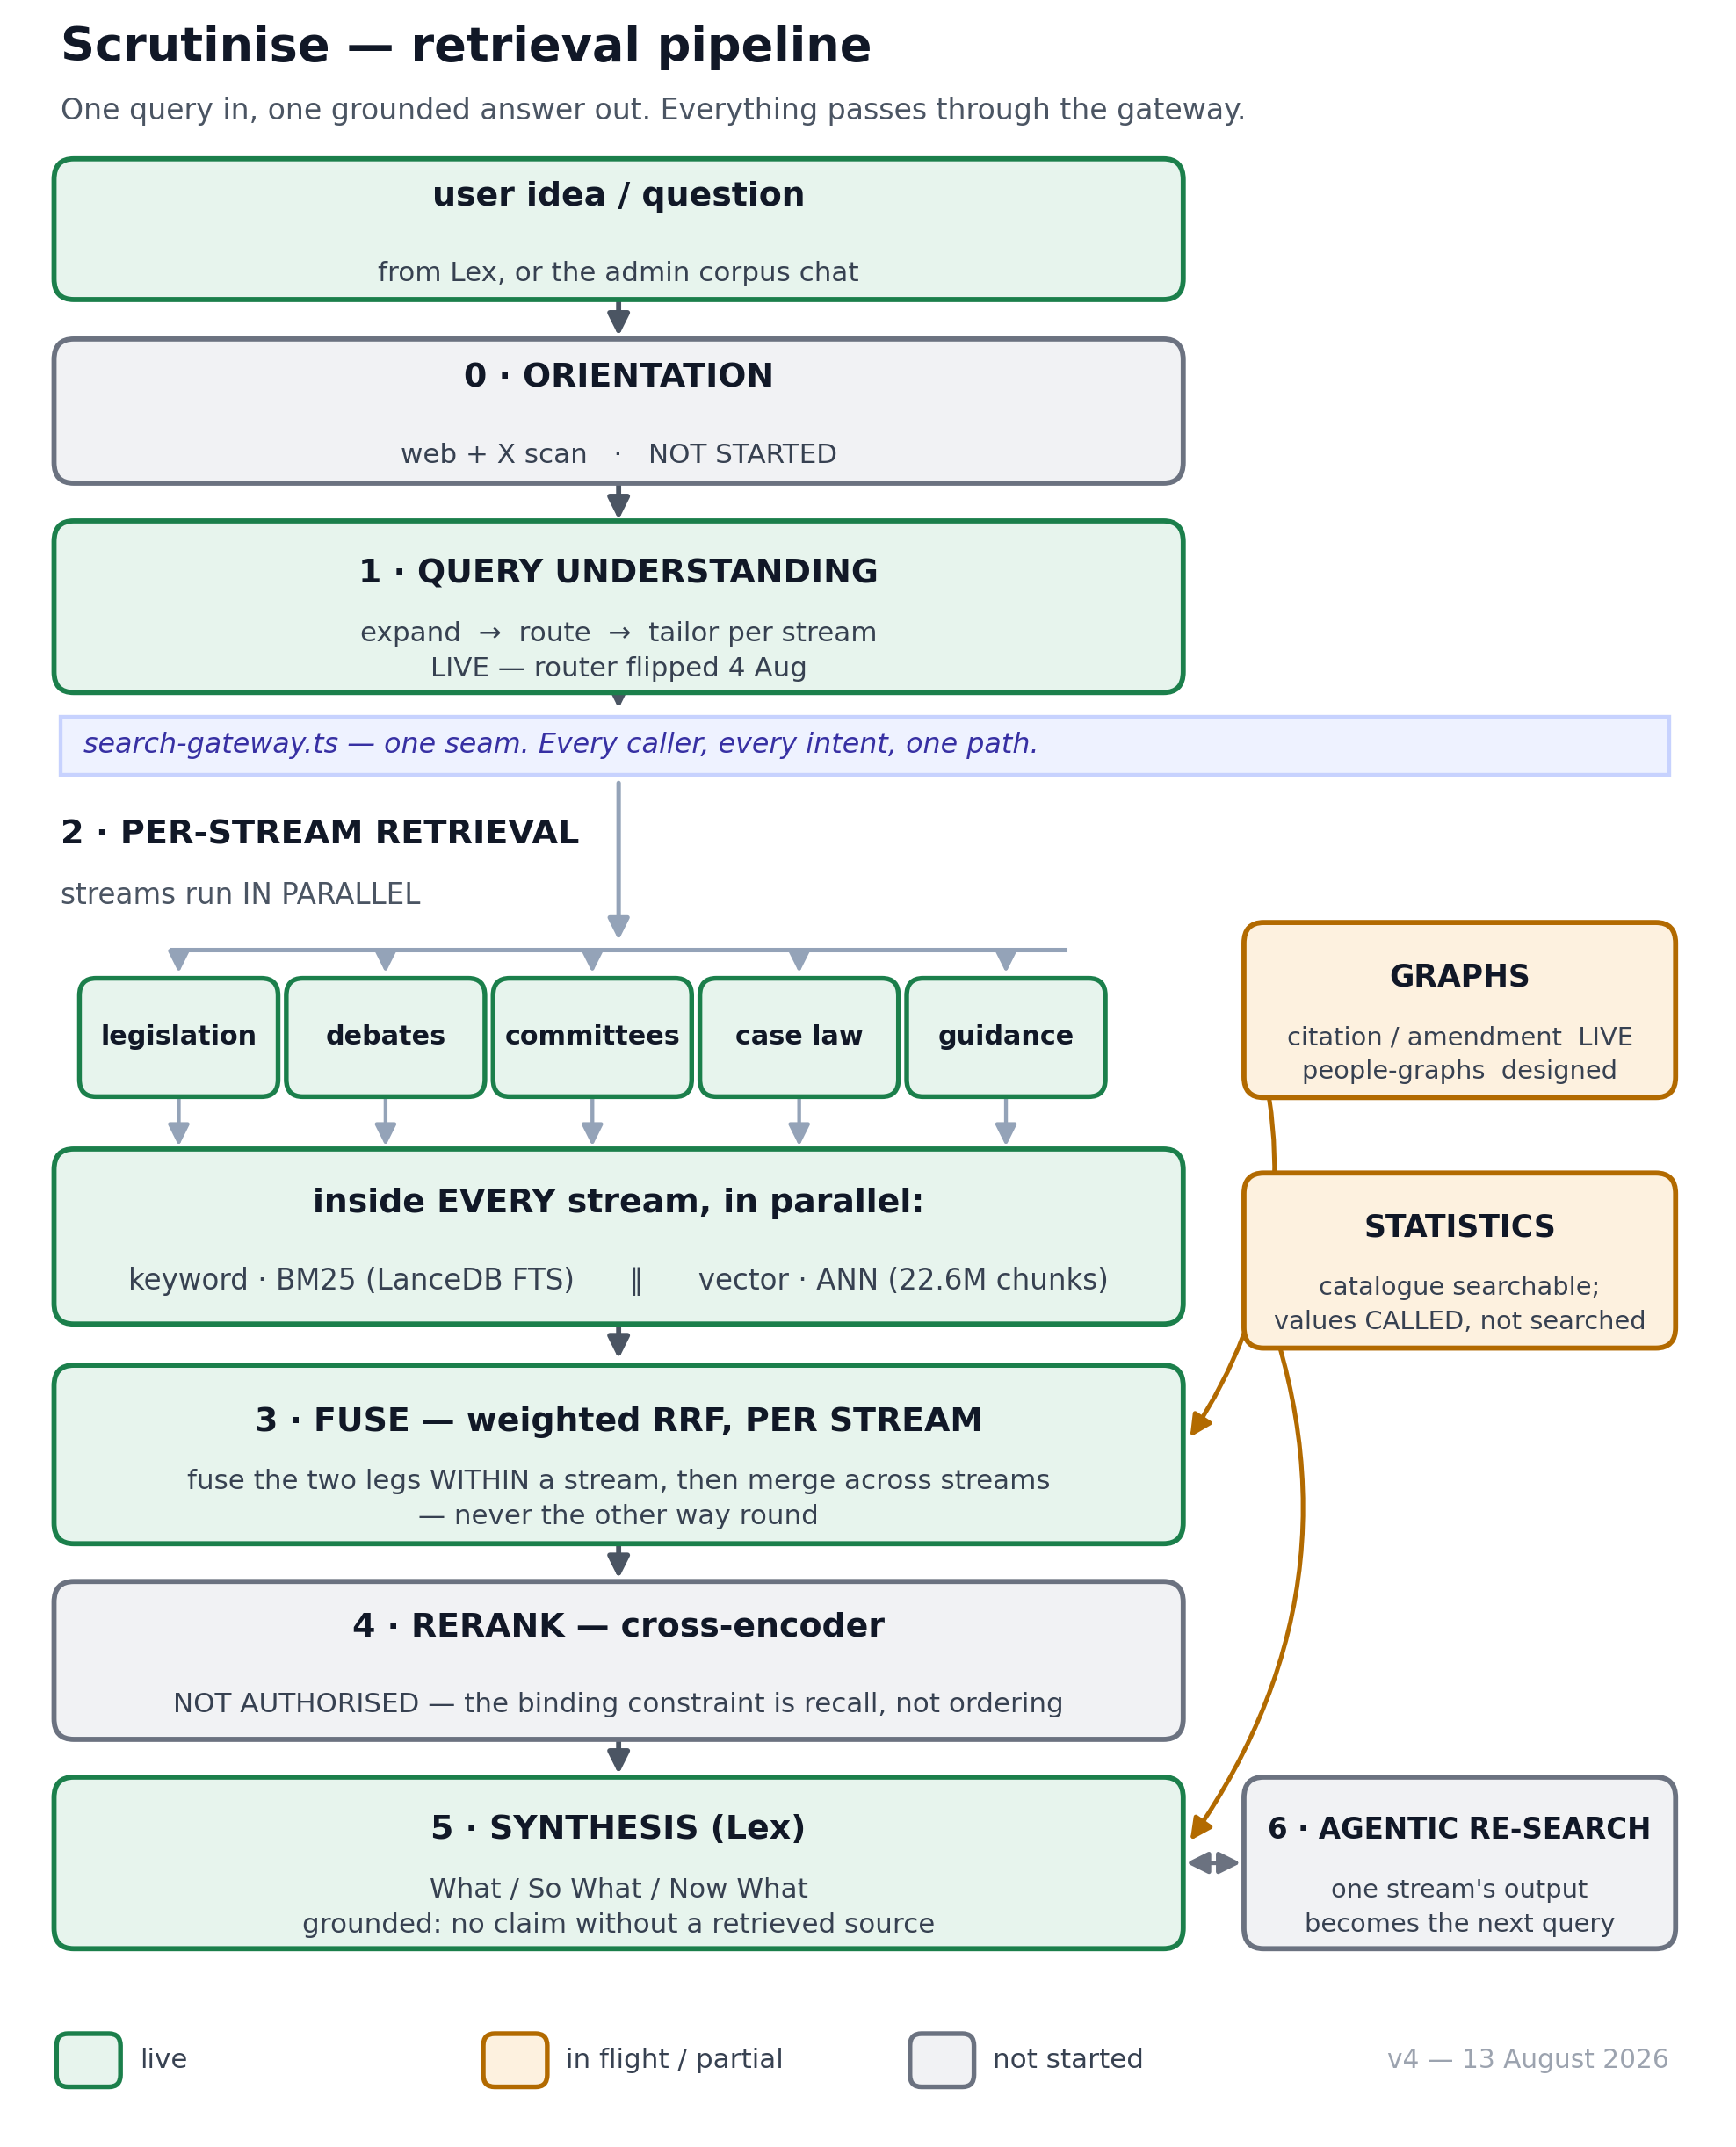 Scrutinise — retrieval pipeline
One query in, one grounded answer out. Everything passes through the gateway.
user idea / question
from Lex, or the admin corpus chat
0 · ORIENTATION
web + X scan · NOT STARTED
1 · QUERY UNDERSTANDING
expand → route → tailor per stream
LIVE — router flipped 4 Aug
search-gateway.ts — one seam. Every caller, every intent, one path.
2 · PER-STREAM RETRIEVAL
streams run IN PARALLEL
legislation
debates
committees
case law
guidance
GRAPHS
citation / amendment LIVE
people-graphs designed
inside EVERY stream, in parallel:
keyword · BM25 (LanceDB FTS) ‖ vector · ANN (22.6M chunks)
STATISTICS
catalogue searchable;
values CALLED, not searched
3 · FUSE — weighted RRF, PER STREAM
fuse the two legs WITHIN a stream, then merge across streams
— never the other way round
4 · RERANK — cross-encoder
NOT AUTHORISED — the binding constraint is recall, not ordering
5 · SYNTHESIS (Lex)
What / So What / Now What
grounded: no claim without a retrieved source
6 · AGENTIC RE-SEARCH
one stream's output
becomes the next query
live
in flight / partial
not started
v4 — 13 August 2026